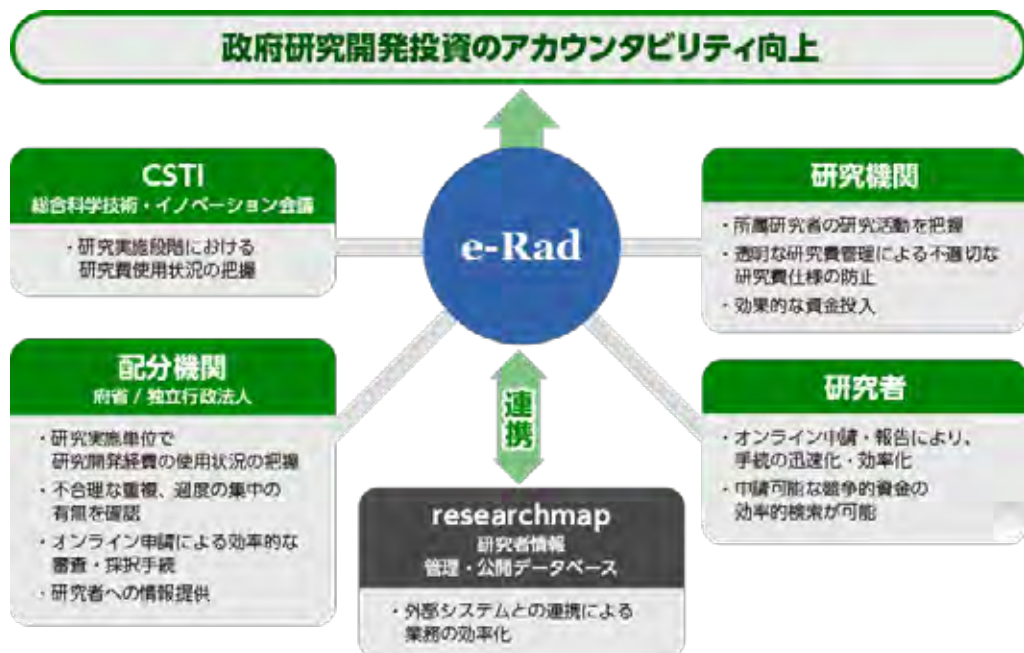 政府研究開発投資のアカウンタビリティ向上
CSTI
総合科学技術・イノベーション会議
・研究実施段階における
研究費使用状況の把握
e-Rad
研究機関
・所属研究者の研究活動を把握
・透明な研究費管理による不適切な
研究費仕様の防止
・効果的な資金投入
配分機関
府省 / 独立行政法人
・研究実施単位で
研究開発経費の使用状況の把握
・不合理な重複、過度の集中の
有無を確認
・オンライン申請による効率的な
審査・採択手続
・研究者への情報提供
連携
researchmap
研究者情報
管理・公開データベース
・外部システムとの連携による
業務の効率化
研究者
・オンライン申請・報告により、
手続の迅速化・効率化
・申請可能な競争的資金の
効率的検索が可能